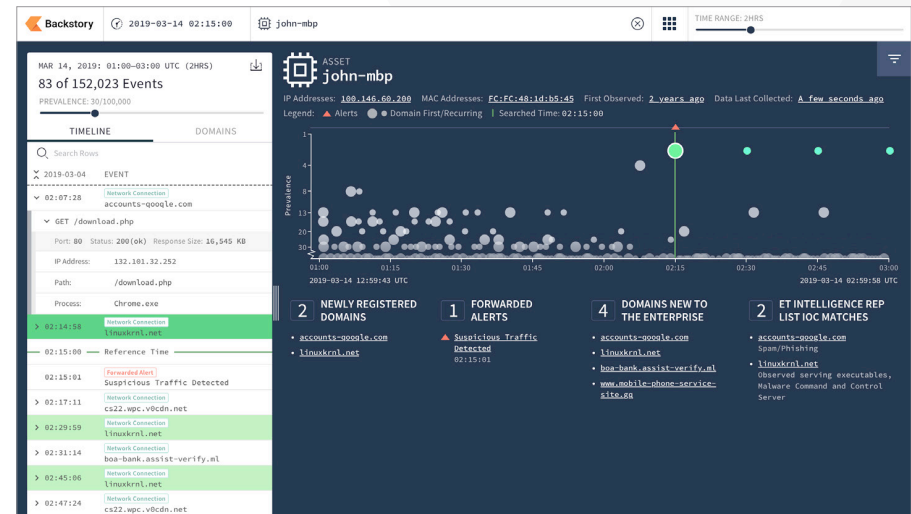 Backstory
2019-03-14 02:15:00
john-mbp
TIME RANGE: 2HRS
MAR 14, 2019: 01:00–03:00 UTC (2HRS)
83 of 152,023 Events
PREVALENCE: 30/100,000
TIMELINE DOMAINS
Search Rows
2019-03-04 EVENT
02:07:28 Network Connection
accounts-qoqle.com
GET /download.php
Port: 80 Status: 200(ok) Response Size: 16,545 KB
IP Address: 132.101.32.252
Path: /download.php
Process: Chrome.exe
02:14:58 Network Connection
linuxkrnl.net
02:15:00 Reference Time
02:15:01 Forwarded Alert
Suspicious Traffic Detected
02:17:11 Network Connection
cs22.wpc.v0cdn.net
02:29:59 Network Connection
linuxkrnl.net
02:31:14 Network Connection
boa-bank.assist-verify.ml
02:45:06 Network Connection
linuxkrnl.net
02:47:24 Network Connection
cs22.wpc.v0cdn.net
ASSET
john-mbp
IP Addresses: 100.146.60.200 MAC Addresses: FC:FC:48:1d:b5:45 First Observed: 2 years ago Data Last Collected: A few seconds ago
Legend: Alerts Domain First/Recurring Searched Time: 02:15:00
Prevalence
1
4
8
13
20
30
01:00 01:15 01:30 01:45 02:00 02:15 02:30 02:45 03:00
2019-03-14 12:59:43 UTC 2019-03-14 02:59:58 UTC
2 NEWLY REGISTERED DOMAINS
accounts-qoogle.com
linuxkrnl.net
1 FORWARDED ALERTS
Suspicious Traffic
Detected
02:15:01
4 DOMAINS NEW TO THE ENTERPRISE
accounts-qoogle.com
linuxkrnl.net
boa-bank.assist-verify.ml
www.mobile-phone-service-
site.gq
2 ET INTELLIGENCE REP LIST IOC MATCHES
accounts-qoogle.com
Spam/Phishing
linuxkrnl.net
Observed serving executables,
Malware Command and Control
Server